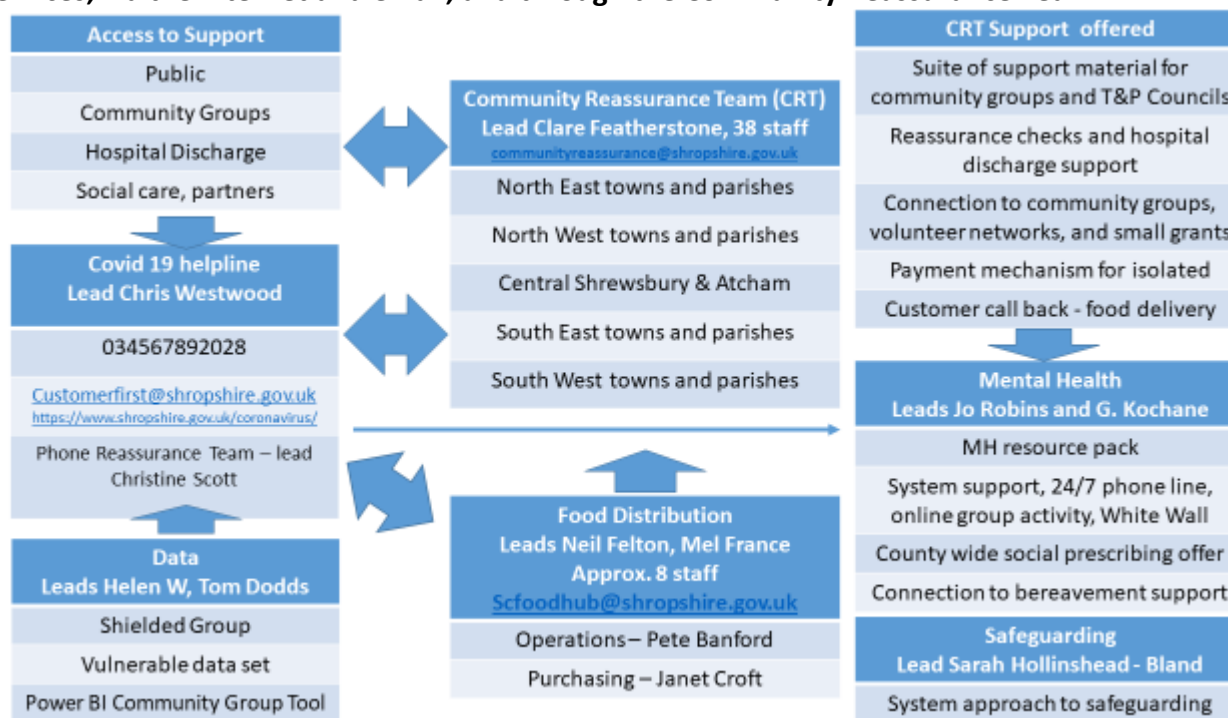 Access to Support
Public
Community Groups
Hospital Discharge
Social care, partners
Covid 19 helpline
Lead Chris Westwood
034567892028
Customerfirst@shropshire.gov.uk
https://www.shropshire.gov.uk/coronavirus/
Phone Reassurance Team – lead
Christine Scott
Data
Leads Helen W, Tom Dodds
Shielded Group
Vulnerable data set
Power BI Community Group Tool
Community Reassurance Team (CRT)
Lead Clare Featherstone, 38 staff
communityreassurance@shropshire.gov.uk
North East towns and parishes
North West towns and parishes
Central Shrewsbury & Atcham
South East towns and parishes
South West towns and parishes
Food Distribution
Leads Neil Felton, Mel France
Approx. 8 staff
Scfoodhub@shropshire.gov.uk
Operations – Pete Banford
Purchasing – Janet Croft
CRT Support offered
Suite of support material for
community groups and T&P Councils
Reassurance checks and hospital
discharge support
Connection to community groups,
volunteer networks, and small grants
Payment mechanism for isolated
Customer call back - food delivery
Mental Health
Leads Jo Robins and G. Kochane
MH resource pack
System support, 24/7 phone line,
online group activity, White Wall
County wide social prescribing offer
Connection to bereavement support
Safeguarding
Lead Sarah Hollinshead - Bland
System approach to safeguarding